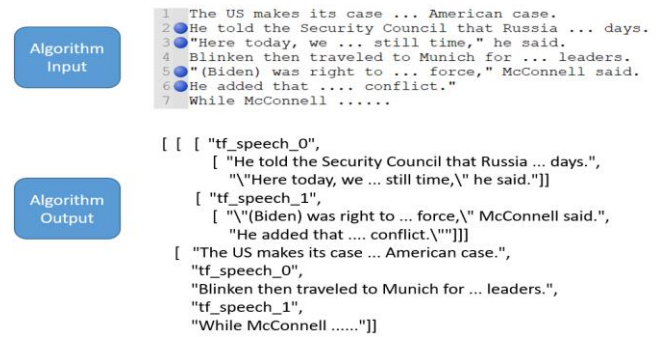 Algorithm
Input
1 The US makes its case ... American case.
2 He told the Security Council that Russia ... days.
3 "Here today, we ... still time," he said.
4 Blinken then traveled to Munich for ... leaders.
5 "(Biden) was right to ... force," McConnell said.
6 He added that .... conflict."
7 While McConnell ......
Algorithm
Output
[ [ [ "tf_speech_0",
[ "He told the Security Council that Russia ... days.",
"\"Here today, we ... still time,\" he said."]]
[ "tf_speech_1",
[ "\"(Biden) was right to ... force,\" McConnell said.",
"He added that .... conflict.\""]]]
[ "The US makes its case ... American case.",
"tf_speech_0",
"Blinken then traveled to Munich for ... leaders.",
"tf_speech_1",
"While McConnell ......"]]